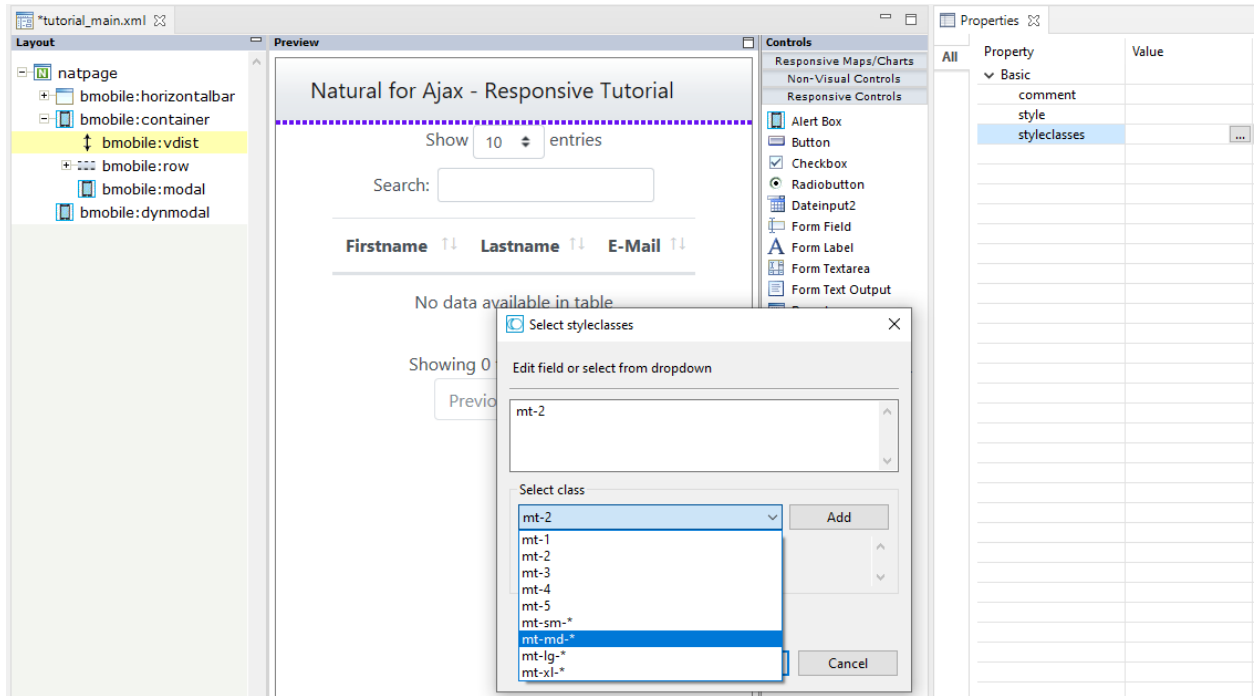 *tutorial_main.xml
Layout
natpage
bmobile:horizontalbar
bmobile:container
bmobile:vdist
bmobile:row
bmobile:modal
bmobile:dynmodal
Preview
Natural for Ajax - Responsive Tutorial
Show 10 entries
Search:
Firstname Lastname E-Mail
No data available in table
Showing 0
Previo
Controls
Responsive Maps/Charts
Non-Visual Controls
Responsive Controls
Alert Box
Button
Checkbox
Radiobutton
Dateinput2
Form Field
Form Label
Form Textarea
Form Text Output
Select styleclasses
Edit field or select from dropdown
mt-2
Select class
mt-2
Add
mt-1
mt-2
mt-3
mt-4
mt-5
mt-sm-*
mt-md-*
mt-lg-*
mt-xl-*
Cancel
Properties
All
Property Value
Basic
comment
style
styleclasses ...